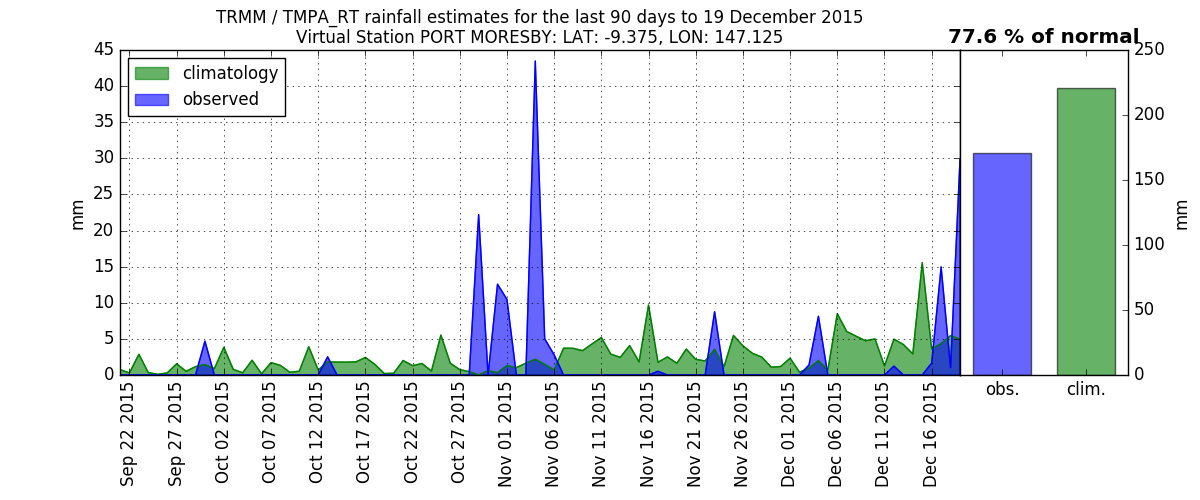 TRMM / TMPA_RT rainfall estimates for the last 90 days to 19 December 2015
Virtual Station PORT MORESBY: LAT: -9.375, LON: 147.125
77.6 % of normal
climatology
observed
45
40
35
30
25
20
15
10
5
0
mm
Sep 22 2015
Sep 27 2015
Oct 02 2015
Oct 07 2015
Oct 12 2015
Oct 17 2015
Oct 22 2015
Oct 27 2015
Nov 01 2015
Nov 06 2015
Nov 11 2015
Nov 16 2015
Nov 21 2015
Nov 26 2015
Dec 01 2015
Dec 06 2015
Dec 11 2015
Dec 16 2015
obs.
clim.
250
200
150
100
50
0
mm